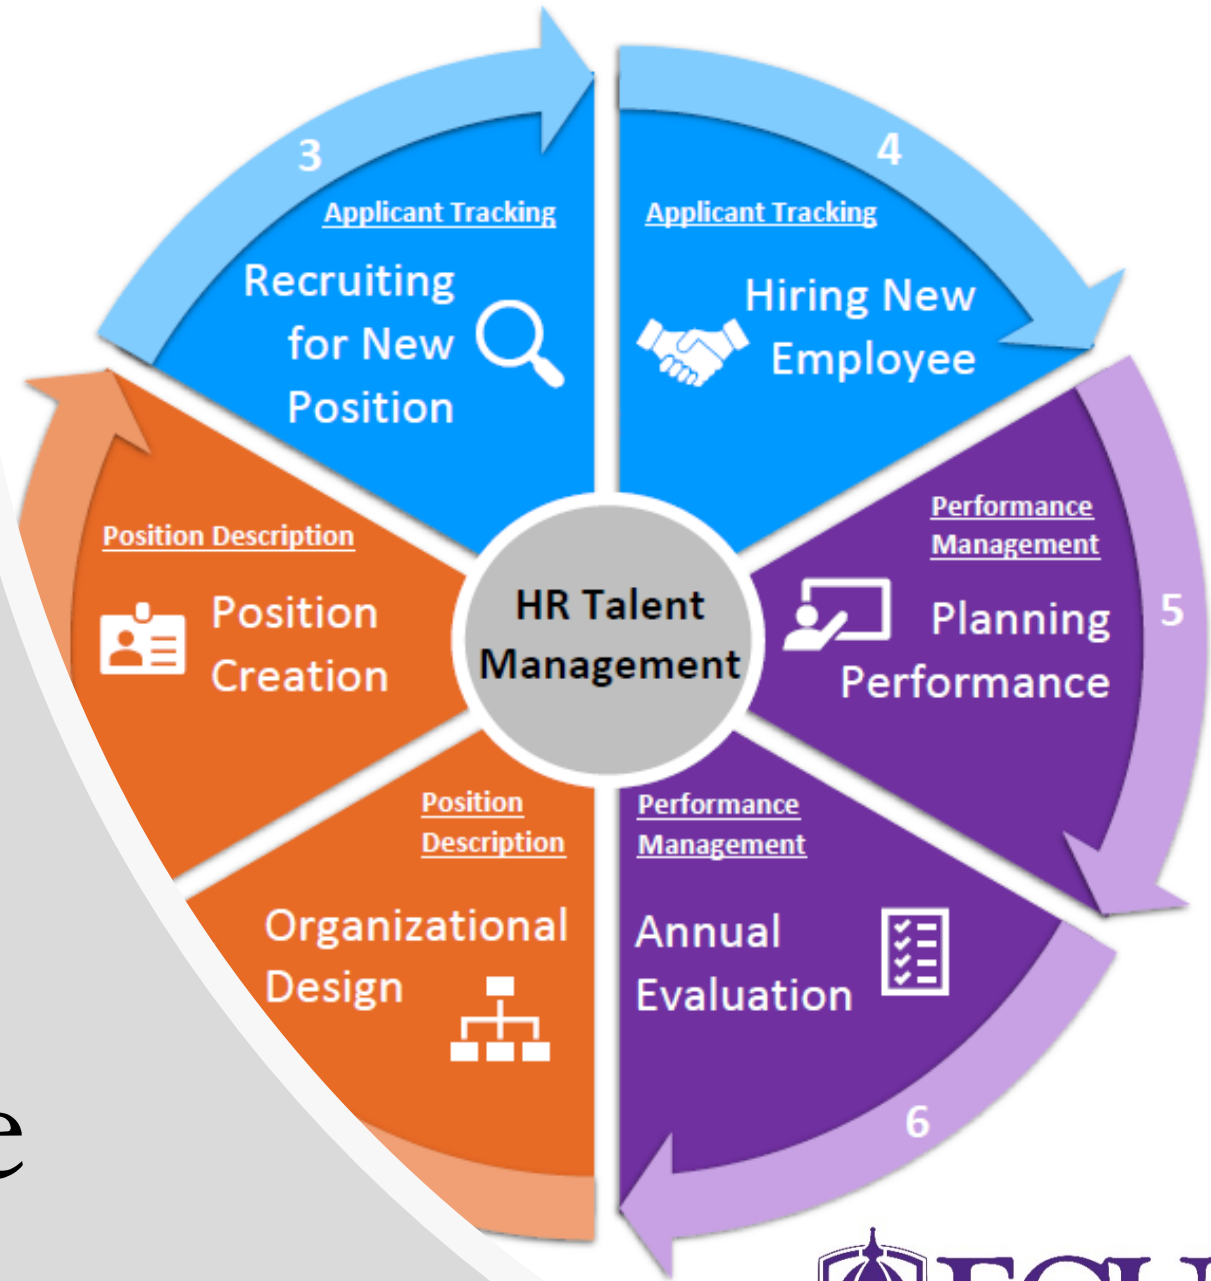 3
Applicant Tracking
Recruiting
for New
Position
4
Applicant Tracking
Hiring New
Employee
5
Performance
Management
Planning
Performance
6
Performance
Management
Annual
Evaluation
Position
Description
Organizational
Design
Position Description
Position
Creation
HR Talent
Management
e
ECU